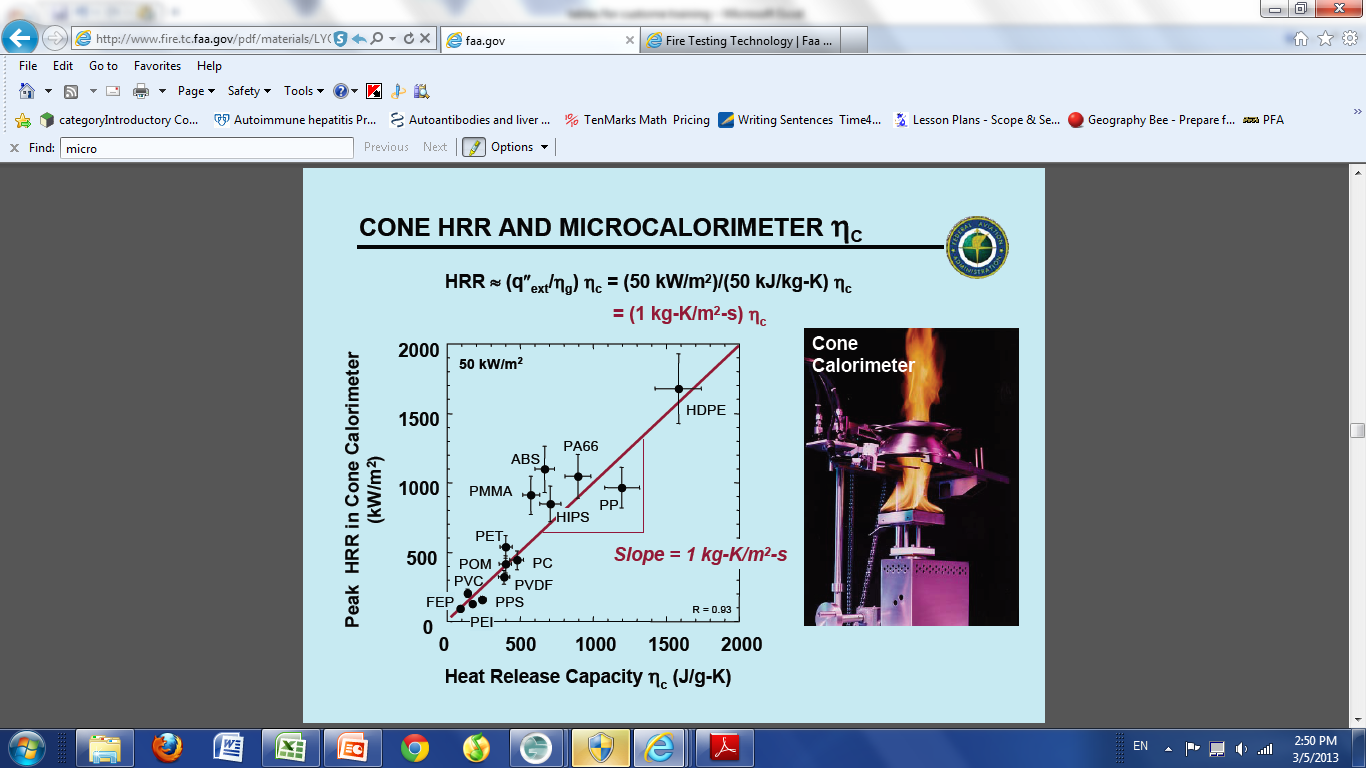 http://www.fire.tc.faa.gov/pdf/materials/LYC
faa.gov
Fire Testing Technology | Faa ...
File Edit Go to Favorites Help
Page Safety Tools
categoryIntroductory Co... Autoimmune hepatitis Pr... Autoantibodies and liver ... TenMarks Math Pricing Writing Sentences Time4... Lesson Plans - Scope & Se... Geography Bee - Prepare f... PFA
Find: micro Previous Next Options
CONE HRR AND MICROCALORIMETER ηC
FEDERAL AVIATION ADMINISTRATION
HRR ≈ (q″ext/ηg) ηc = (50 kW/m²)/(50 kJ/kg-K) ηc
= (1 kg-K/m²-s) ηc
Peak HRR in Cone Calorimeter
(kW/m²)
2000
1500
1000
500
0
50 kW/m²
HDPE
PA66
ABS
PMMA
PP
HIPS
PET
POM
PC
PVC
PVDF
FEP
PPS
PEI
Slope = 1 kg-K/m²-s
R = 0.93
0 500 1000 1500 2000
Heat Release Capacity ηc (J/g-K)
Cone
Calorimeter
EN
2:50 PM
3/5/2013